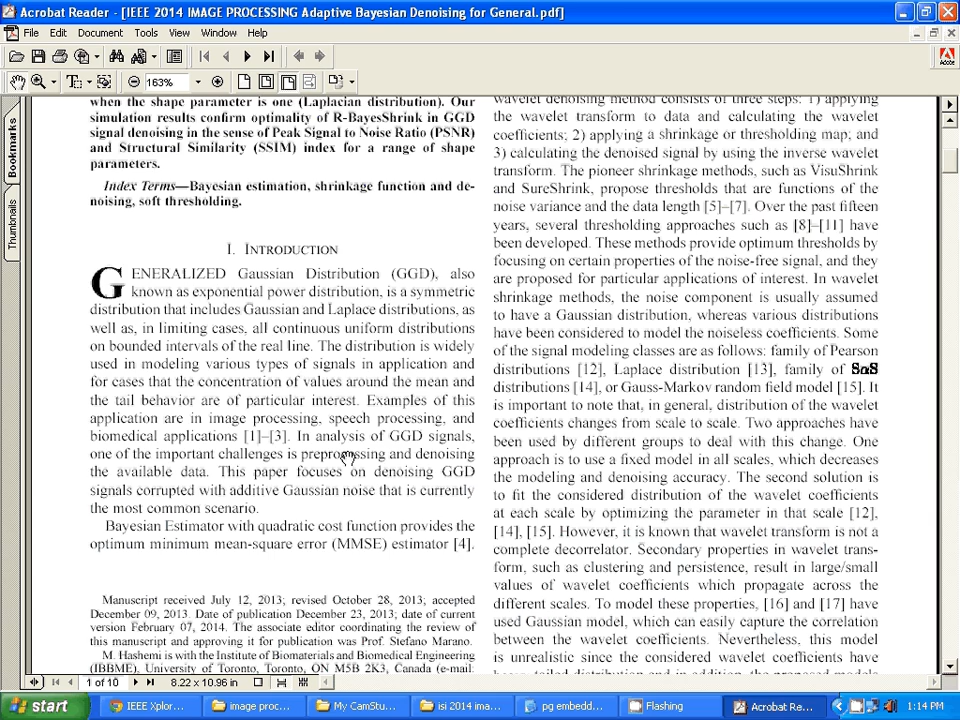 Acrobat Reader - [IEEE 2014 IMAGE PROCESSING Adaptive Bayesian Denoising for General.pdf]
File Edit Document Tools View Window Help
Adobe
163%
Bookmarks
Thumbnails
when the shape parameter is one (Laplacian distribution). Our
simulation results confirm optimality of R-BayesShrink in GGD
signal denoising in the sense of Peak Signal to Noise Ratio (PSNR)
and Structural Similarity (SSIM) index for a range of shape
parameters.
Index Terms—Bayesian estimation, shrinkage function and de-
noising, soft thresholding.
I. INTRODUCTION
GENERALIZED Gaussian Distribution (GGD), also
known as exponential power distribution, is a symmetric
distribution that includes Gaussian and Laplace distributions, as
well as, in limiting cases, all continuous uniform distributions
on bounded intervals of the real line. The distribution is widely
used in modeling various types of signals in application and
for cases that the concentration of values around the mean and
the tail behavior are of particular interest. Examples of this
application are in image processing, speech processing, and
biomedical applications [1]–[3]. In analysis of GGD signals,
one of the important challenges is preprocessing and denoising
the available data. This paper focuses on denoising GGD
signals corrupted with additive Gaussian noise that is currently
the most common scenario.
Bayesian Estimator with quadratic cost function provides the
optimum minimum mean-square error (MMSE) estimator [4].
Manuscript received July 12, 2013; revised October 28, 2013; accepted
December 09, 2013. Date of publication December 23, 2013; date of current
version February 07, 2014. The associate editor coordinating the review of
this manuscript and approving it for publication was Prof. Stefano Marano.
M. Hashemi is with the Institute of Biomaterials and Biomedical Engineering
(IBBME), University of Toronto, Toronto, ON M5B 2K3, Canada (e-mail:
wavelet denoising method consists of three steps: 1) applying
the wavelet transform to data and calculating the wavelet
coefficients; 2) applying a shrinkage or thresholding map; and
3) calculating the denoised signal by using the inverse wavelet
transform. The pioneer shrinkage methods, such as VisuShrink
and SureShrink, propose thresholds that are functions of the
noise variance and the data length [5]–[7]. Over the past fifteen
years, several thresholding approaches such as [8]–[11] have
been developed. These methods provide optimum thresholds by
focusing on certain properties of the noise-free signal, and they
are proposed for particular applications of interest. In wavelet
shrinkage methods, the noise component is usually assumed
to have a Gaussian distribution, whereas various distributions
have been considered to model the noiseless coefficients. Some
of the signal modeling classes are as follows: family of Pearson
distributions [12], Laplace distribution [13], family of SαS
distributions [14], or Gauss-Markov random field model [15]. It
is important to note that, in general, distribution of the wavelet
coefficients changes from scale to scale. Two approaches have
been used by different groups to deal with this change. One
approach is to use a fixed model in all scales, which decreases
the modeling and denoising accuracy. The second solution is
to fit the considered distribution of the wavelet coefficients
at each scale by optimizing the parameter in that scale [12],
[14], [15]. However, it is known that wavelet transform is not a
complete decorrelator. Secondary properties in wavelet trans-
form, such as clustering and persistence, result in large/small
values of wavelet coefficients which propagate across the
different scales. To model these properties, [16] and [17] have
used Gaussian model, which can easily capture the correlation
between the wavelet coefficients. Nevertheless, this model
is unrealistic since the considered wavelet coefficients have
1 of 10 8.22 x 10.96 in
start IEEE Xplor... image proc... My CamStu... isi 2014 ima... pg embedd... Flashing Acrobat Re... 1:14 PM